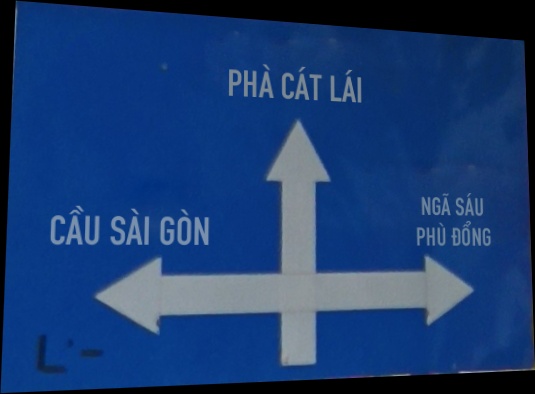 PHÀ CÁT LÁI
CẦU SÀI GÒN
NGÃ SÁU
PHÙ ĐỔNG
L